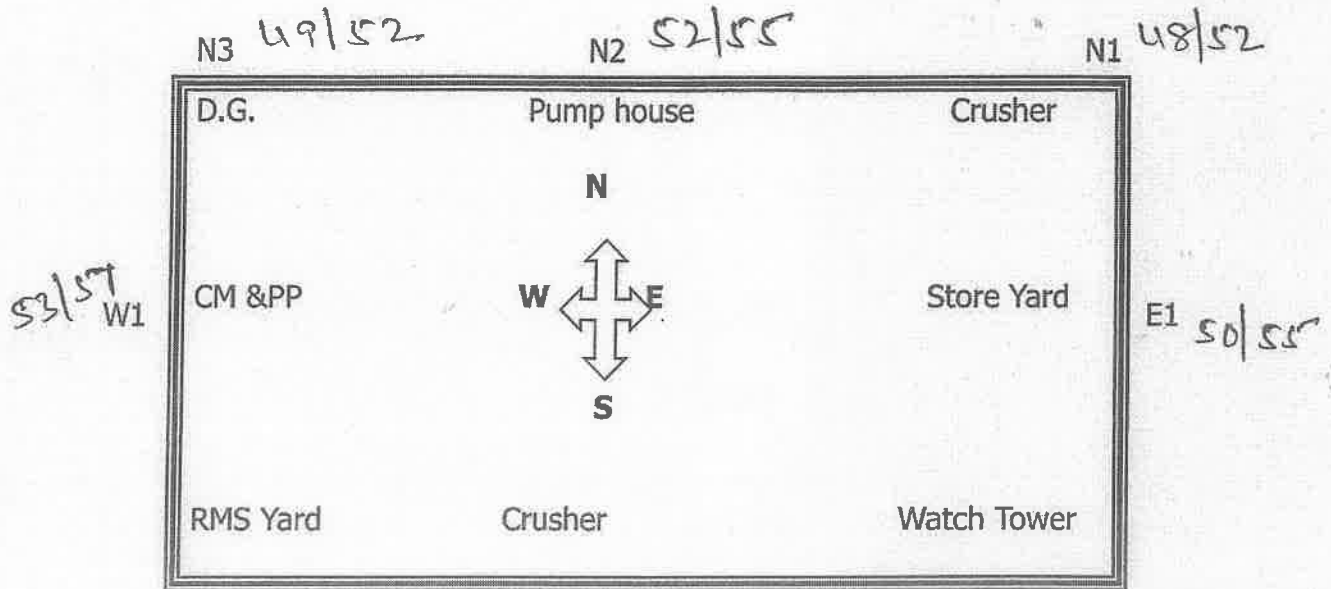 N3 49/52 N2 52/55 N1 48/52
D.G. Pump house Crusher
N
53/57 W1 CM &PP W E Store Yard E1 50/55
S
RMS Yard Crusher Watch Tower